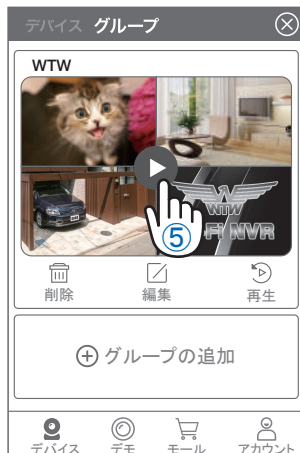 デバイス グループ
WTW
WTW
Fi NVR
⑤
削除 編集 再生
グループの追加
デバイス デモ モール アカウント